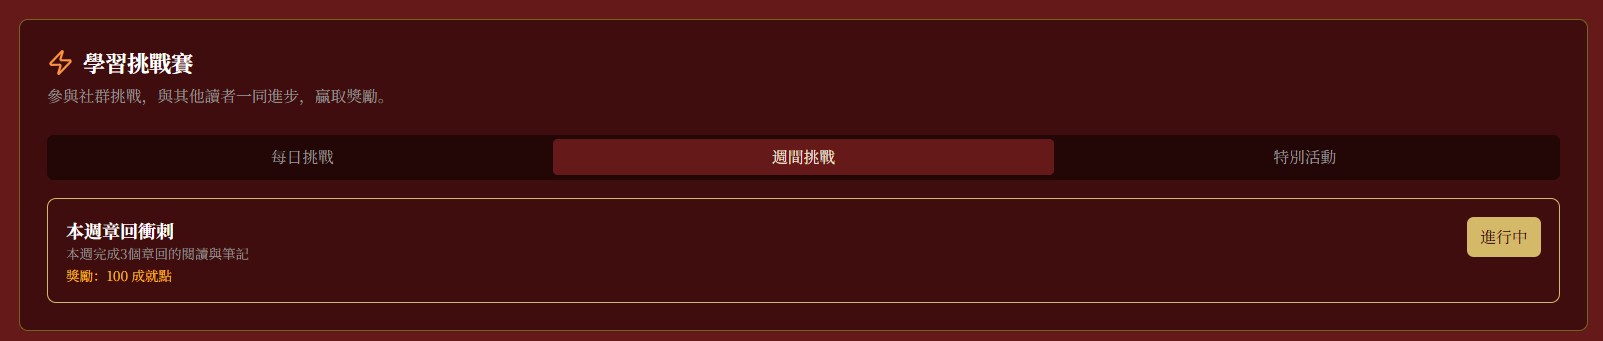 學習挑戰賽
參與社群挑戰，與其他讀者一同進步，贏取獎勵。
每日挑戰 週間挑戰 特別活動
本週章回衝刺
進行中
本週完成3個章回的閱讀與筆記
獎勵：100 成就點